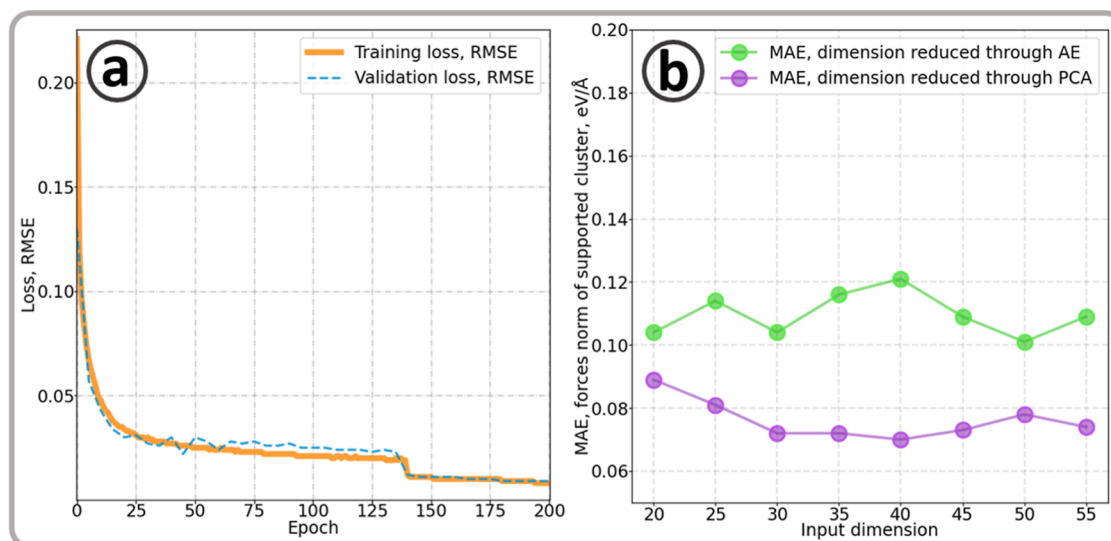 a
Training loss, RMSE
Validation loss, RMSE
Loss, RMSE
0.20
0.15
0.10
0.05
0 25 50 75 100 125 150 175 200
Epoch
b
MAE, dimension reduced through AE
MAE, dimension reduced through PCA
MAE, forces norm of supported cluster, eV/Å
0.20
0.18
0.16
0.14
0.12
0.10
0.08
0.06
20 25 30 35 40 45 50 55
Input dimension